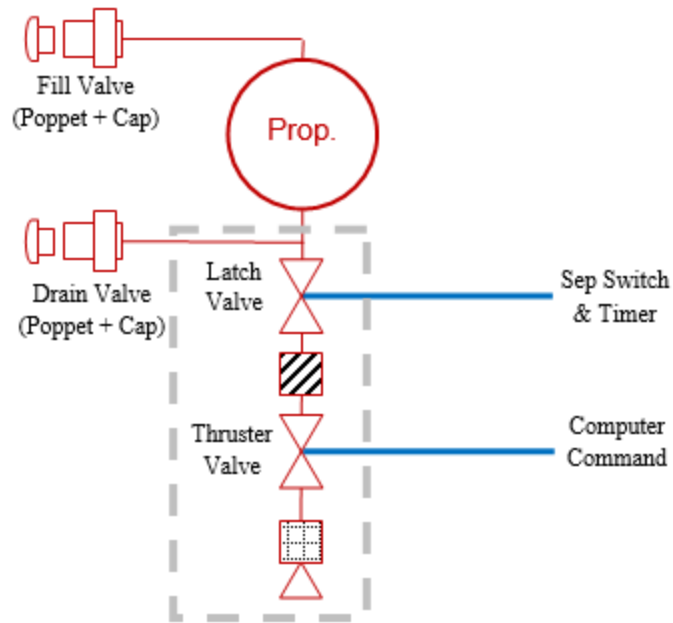 Fill Valve
(Poppet + Cap)
Prop.
Drain Valve
(Poppet + Cap)
Latch
Valve
Sep Switch
& Timer
Thruster
Valve
Computer
Command